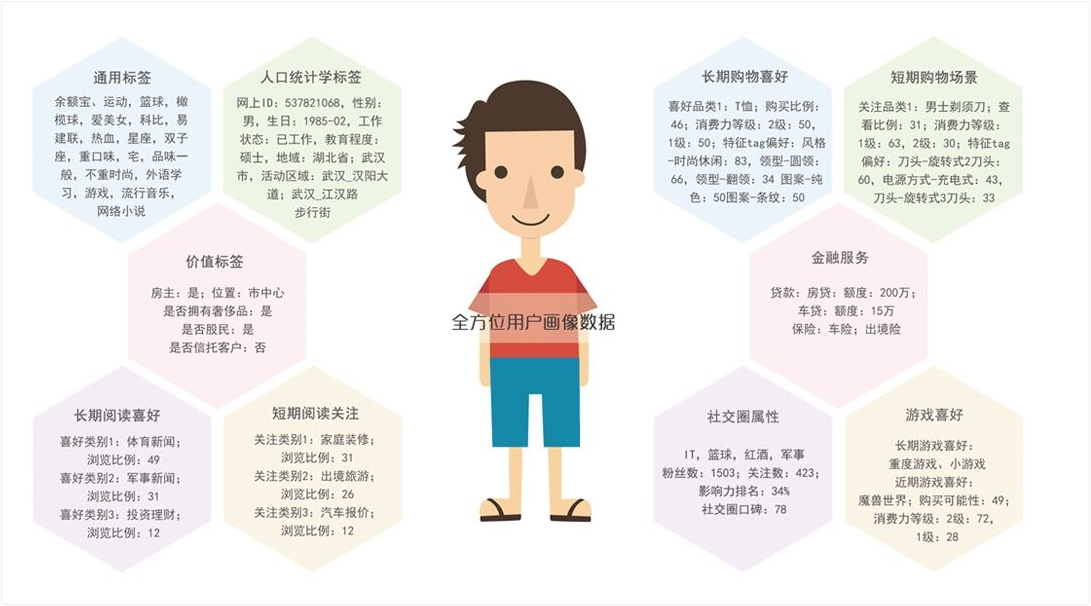 通用标签
余额宝、运动，篮球，橄
榄球，爱美女，科比，易
建联，热血，星座，双子
座，重口味，宅，品味一
般，不重时尚，外语学
习，游戏，流行音乐，
网络小说
人口统计学标签
网上ID：537821068，性别：
男，生日：1985-02，工作
状态：已工作，教育程度：
硕士，地域：湖北省；武汉
市，活动区域：武汉_汉阳大
道；武汉_江汉路
步行街
价值标签
房主：是；位置：市中心
是否拥有奢侈品：是
是否股民：是
是否信托客户：否
长期阅读喜好
喜好类别1：体育新闻；
浏览比例：49
喜好类别2：军事新闻；
浏览比例：31
喜好类别3：投资理财；
浏览比例：12
短期阅读关注
关注类别1：家庭装修；
浏览比例：31
关注类别2：出境旅游；
浏览比例：26
关注类别3：汽车报价；
浏览比例：12
全方位用户画像数据
长期购物喜好
喜好品类1：T恤；购买比例：
46；消费力等级：2级：50，
1级：50；特征tag偏好：风格
-时尚休闲：83，领型-圆领：
66，领型-翻领：34 图案-纯
色：50图案-条纹：50
短期购物场景
关注品类1：男士剃须刀；查
看比例：31；消费力等级：
1级：63，2级：30；特征tag
偏好：刀头-旋转式2刀头：
60，电源方式-充电式：43，
刀头-旋转式3刀头：33
金融服务
贷款：房贷：额度：200万；
车贷：额度：15万
保险：车险；出境险
社交圈属性
IT，篮球，红酒，军事
粉丝数：1503；关注数：423；
影响力排名：34%
社交圈口碑：78
游戏喜好
长期游戏喜好：
重度游戏、小游戏
近期游戏喜好：
魔兽世界；购买可能性：49；
消费力等级：2级：72，
1级：28